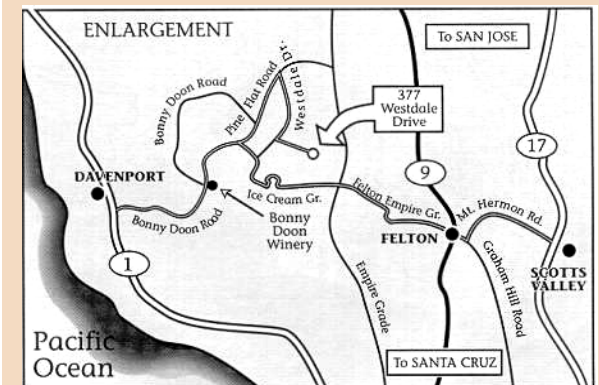 ENLARGEMENT
To SAN JOSE
Bonny Doon Road
Pine Flat Road
Westdale Dr.
377
Westdale
Drive
17
9
DAVENPORT
Ice Cream Gr.
Felton Empire Gr.
Mt. Hermon Rd.
Bonny Doon Road
Bonny
Doon
Winery
FELTON
Graham Hill Road
SCOTTS
VALLEY
1
Empire Grade
Pacific
Ocean
To SANTA CRUZ